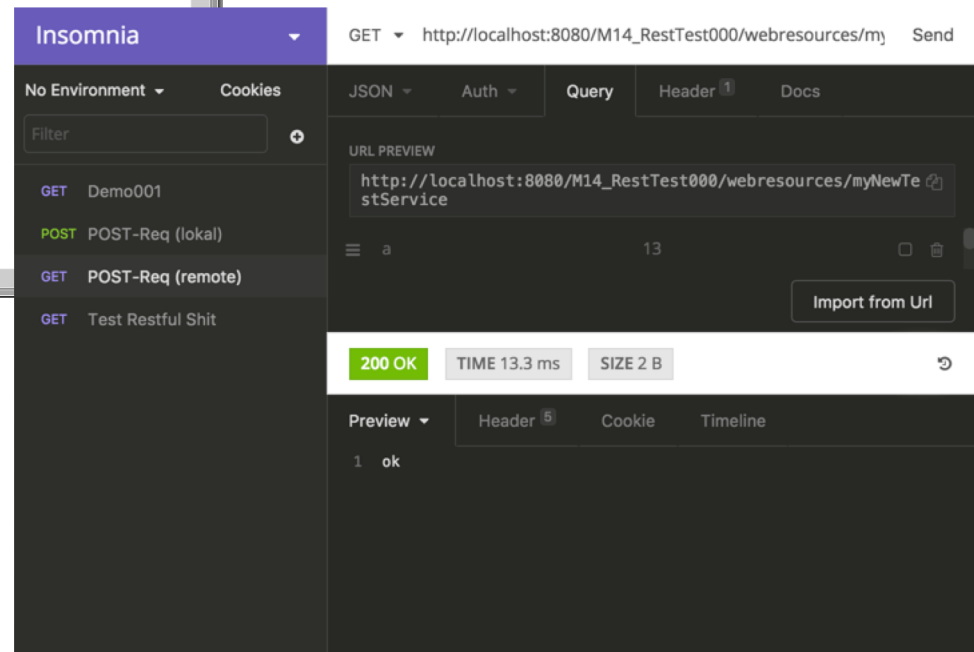 Insomnia
GET http://localhost:8080/M14_RestTest000/webresources/my Send
No Environment Cookies
JSON Auth Query Header 1 Docs
Filter
URL PREVIEW
http://localhost:8080/M14_RestTest000/webresources/myNewTe
stService
GET Demo001
POST POST-Req (lokal)
a 13
GET POST-Req (remote)
Import from Url
GET Test Restful Shit
200 OK TIME 13.3 ms SIZE 2 B
Preview Header 5 Cookie Timeline
1 ok